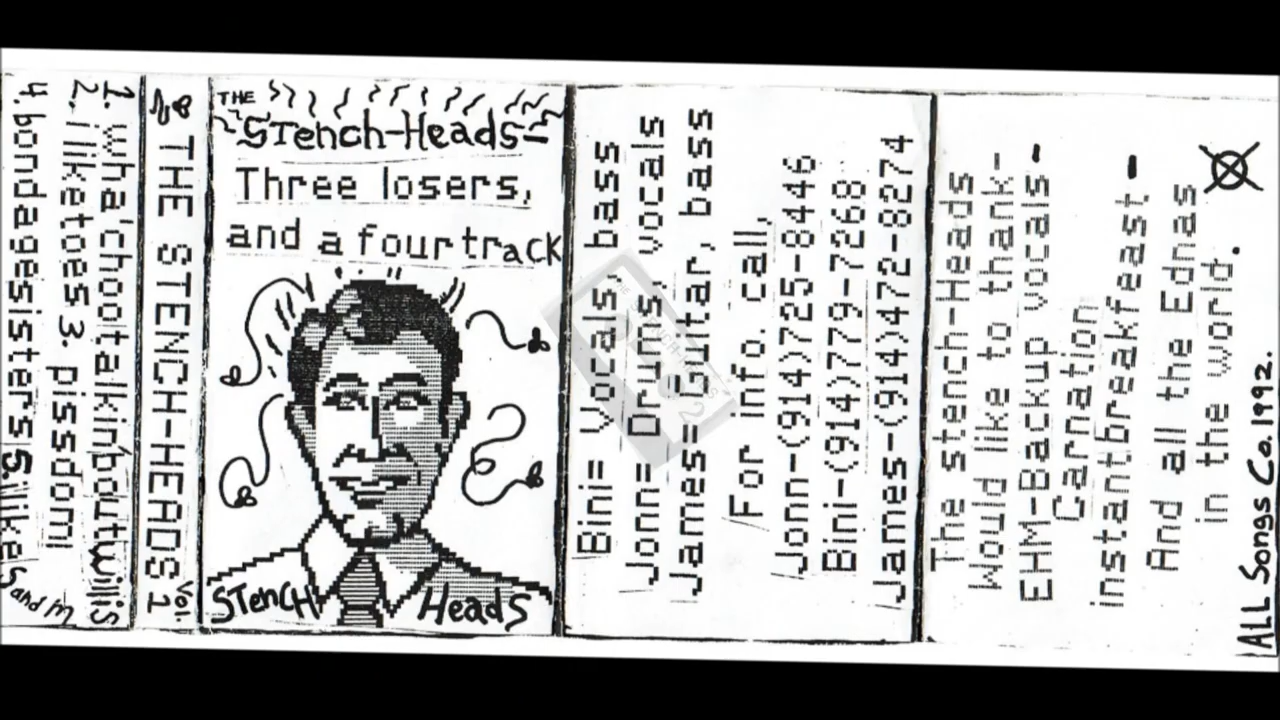 1. wha'chootalkinboutwillis
2. iliketoes 3. pissdom
4. bondagesisters 5. ilikeS and M
THE STENCH-HEADS Vol. 1
THE
STench-Heads-
Three losers,
and a fourtrack
STencH Heads
Bini= Vocals, bass
Jonn= Drums, vocals
James= Guitar, bass
For info. call,
Jonn-(914)725-8446
Bini-(914)779-7268
James-(914)472-8274
The stench-Heads
Would like to thank-
EHM-Backup vocals-
Carnation
instantbreakfeast-
And all the Ednas
in the world.
ALL Songs Co. 1992.